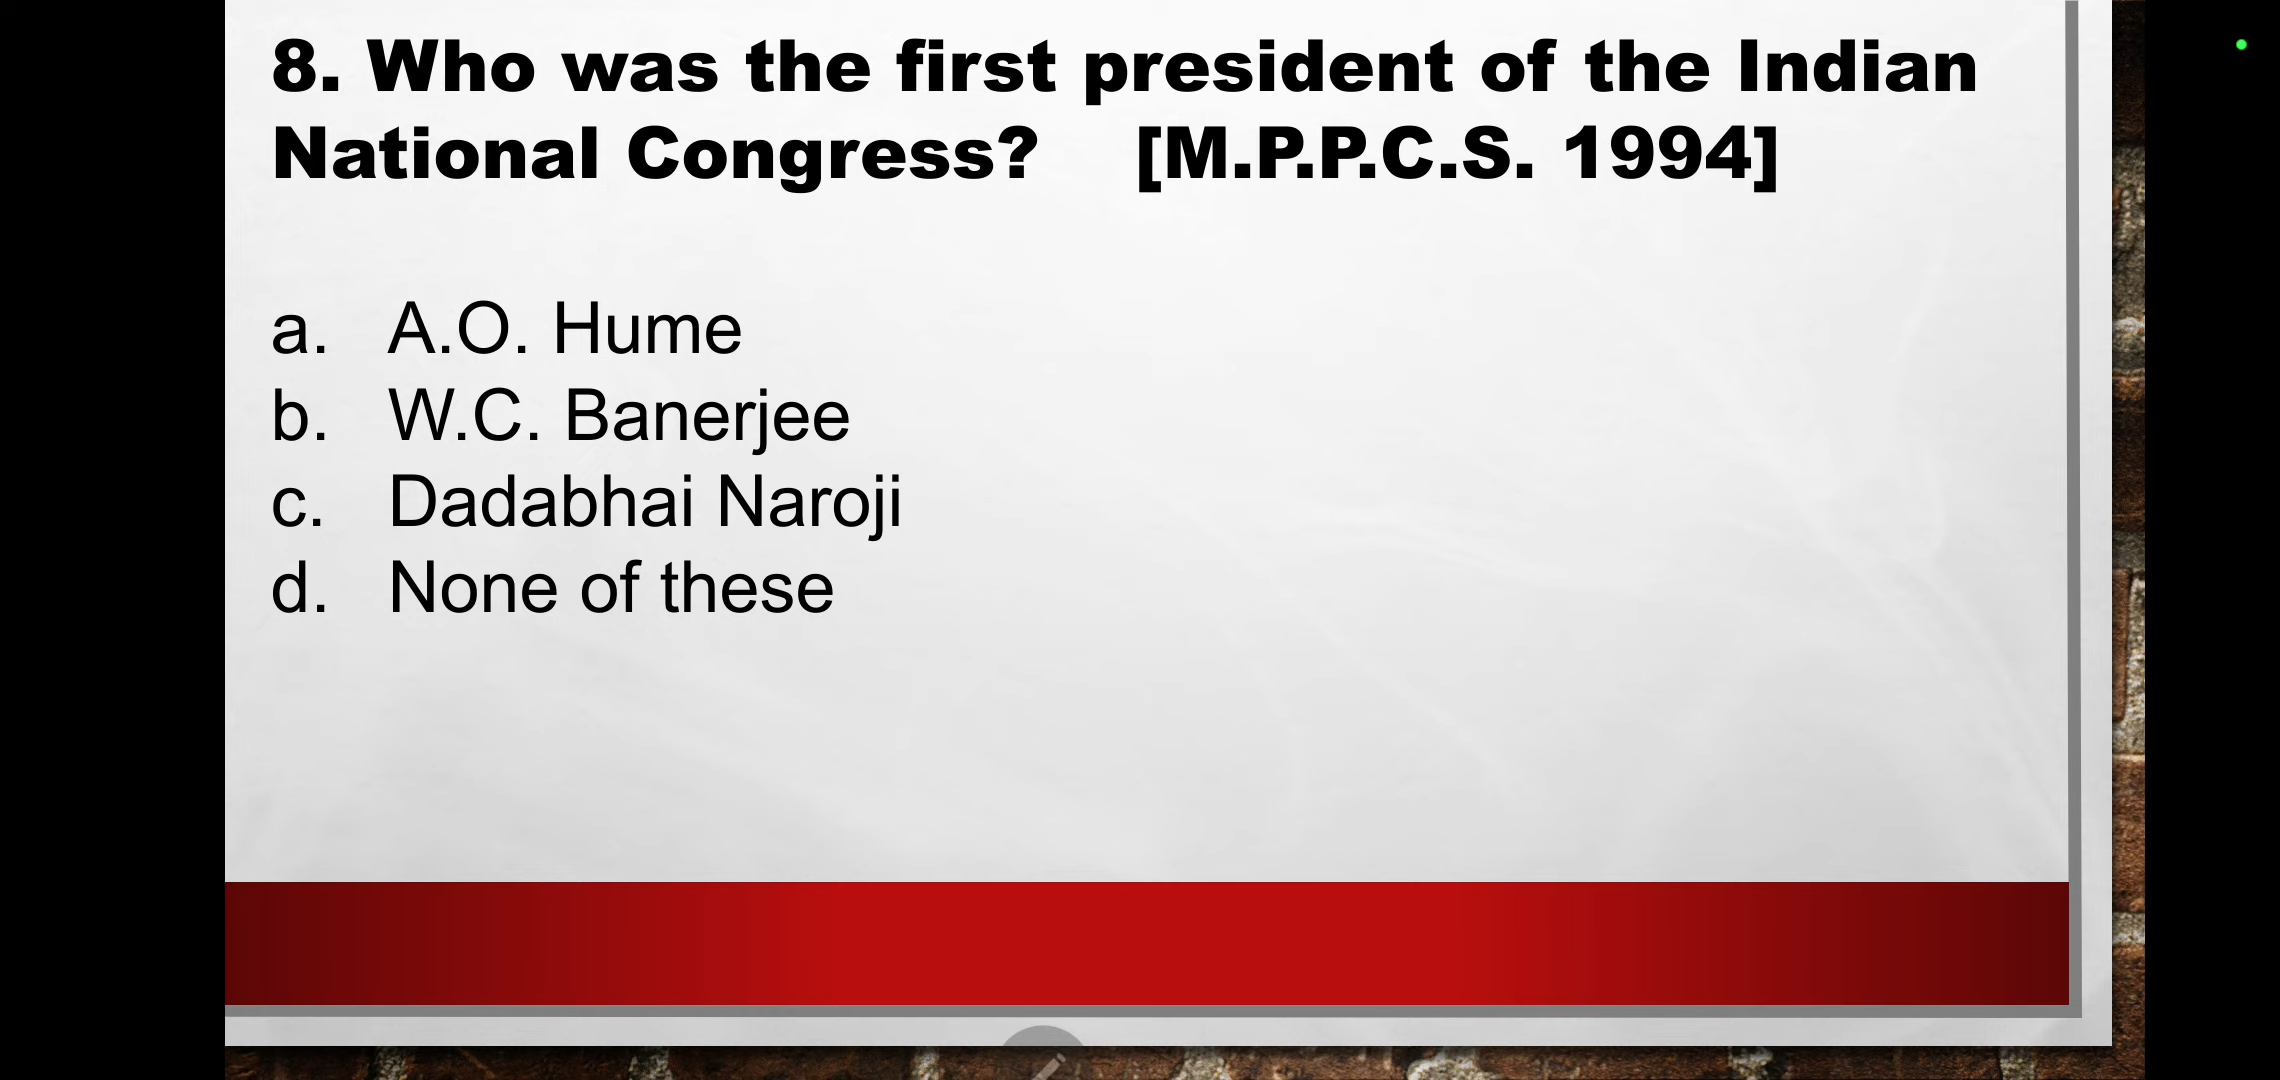 8. Who was the first president of the Indian
National Congress? [M.P.P.C.S. 1994]
a. A.O. Hume
b. W.C. Banerjee
c. Dadabhai Naroji
d. None of these